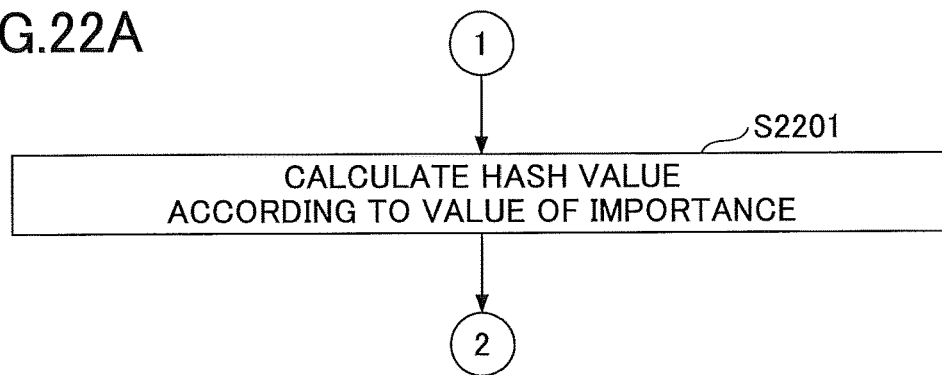 G.22A
1
S2201
CALCULATE HASH VALUE
ACCORDING TO VALUE OF IMPORTANCE
2